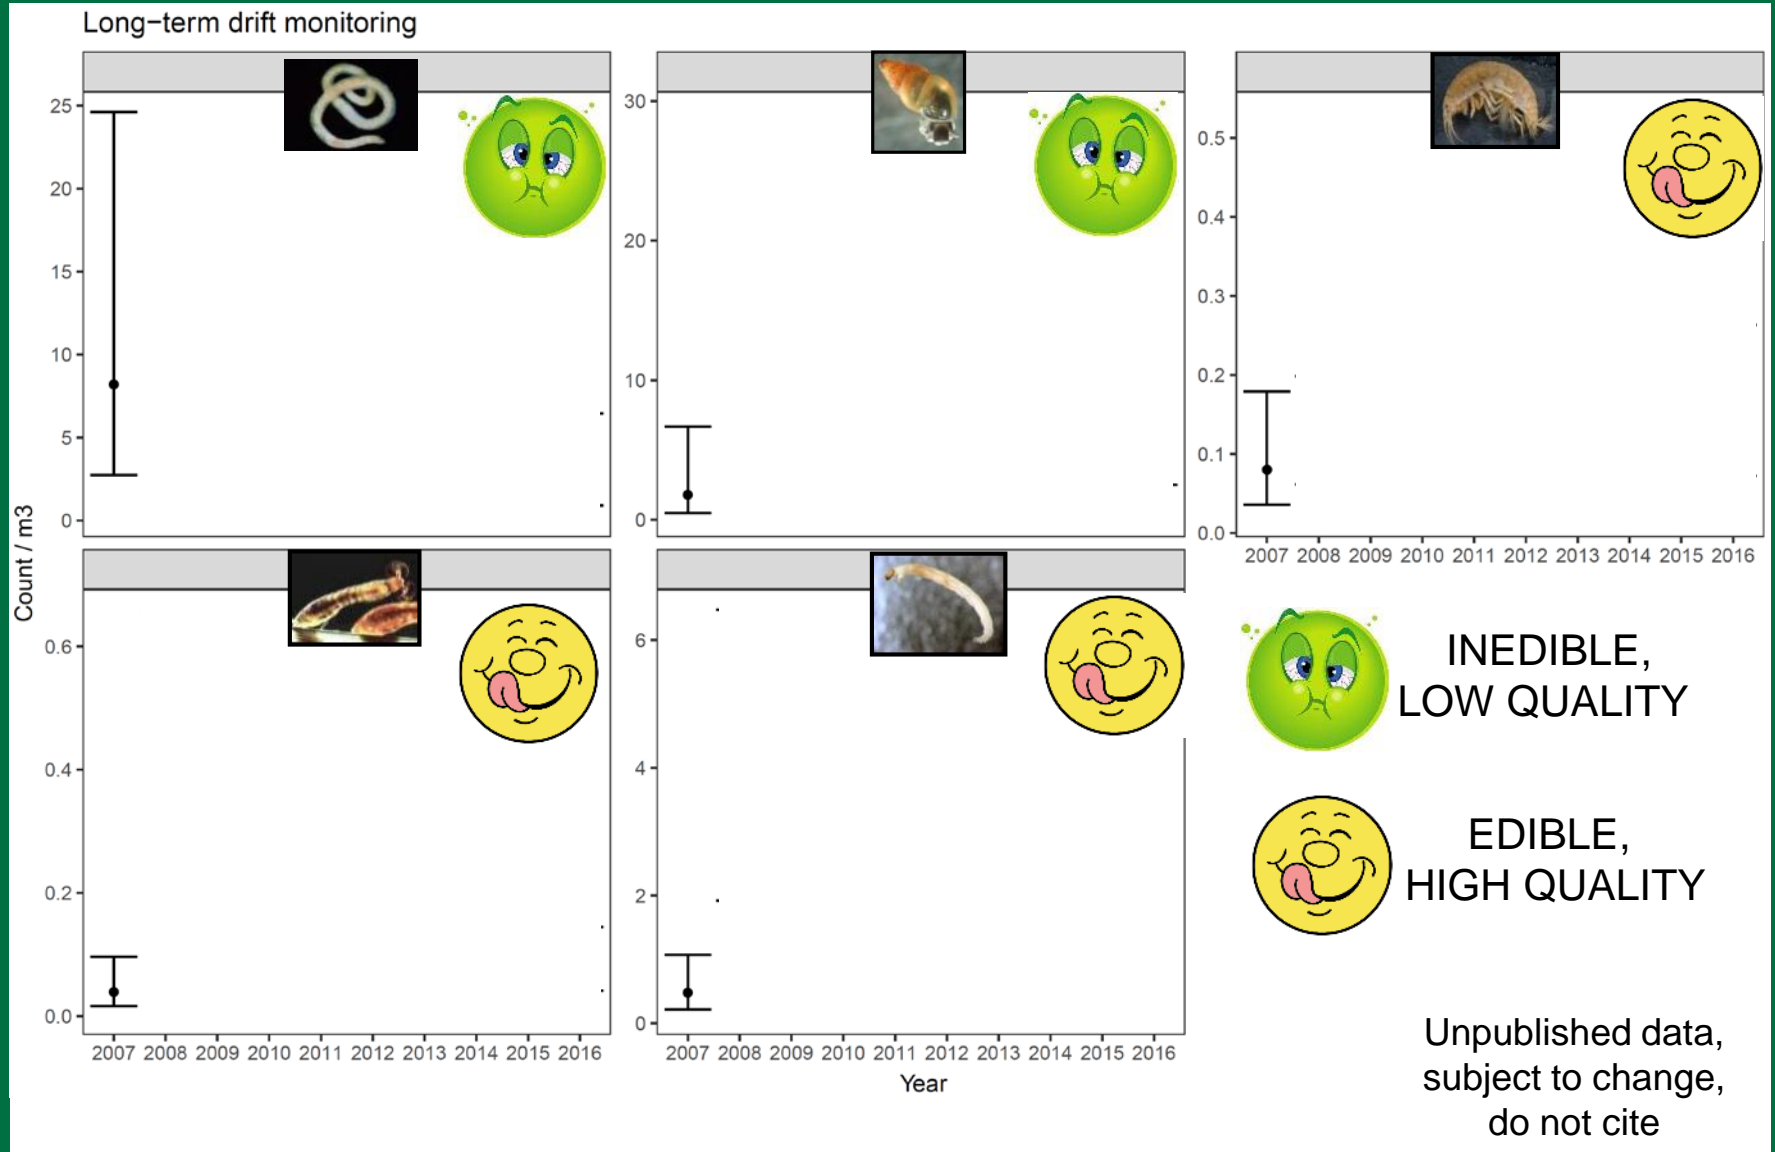 Long-term drift monitoring
25
20
15
10
5
0
30
20
10
0
0.5
0.4
0.3
0.2
0.1
0.0
2007 2008 2009 2010 2011 2012 2013 2014 2015 2016
Count / m3
0.6
0.4
0.2
0.0
2007 2008 2009 2010 2011 2012 2013 2014 2015 2016
6
4
2
0
2007 2008 2009 2010 2011 2012 2013 2014 2015 2016
Year
INEDIBLE,
LOW QUALITY
EDIBLE,
HIGH QUALITY
Unpublished data,
subject to change,
do not cite